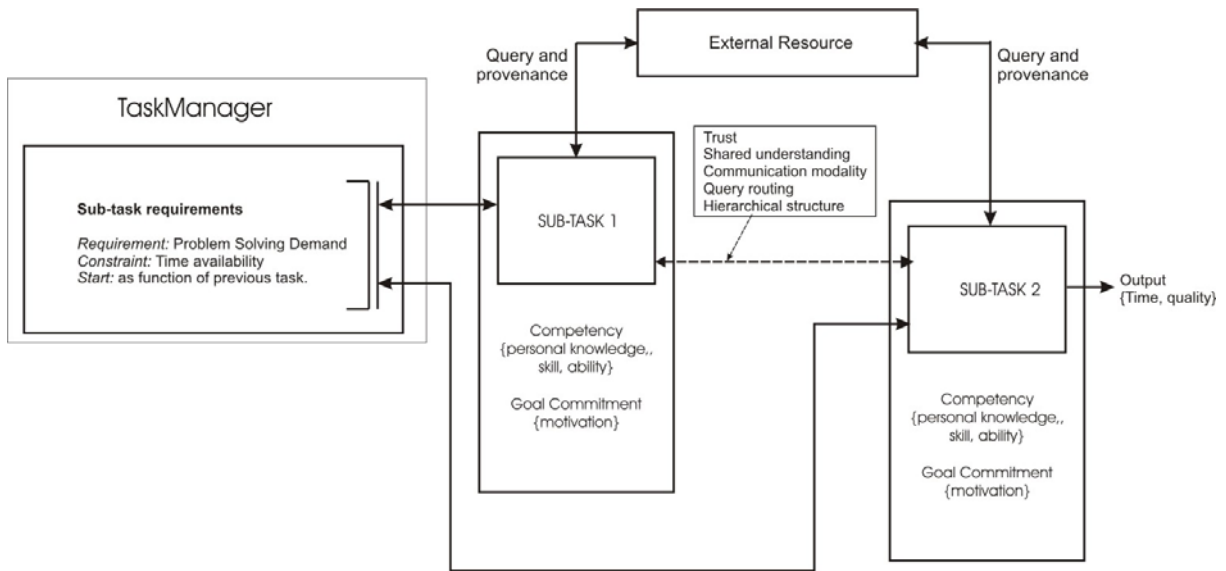 External Resource
Query and
provenance
Query and
provenance
TaskManager
Sub-task requirements
Requirement: Problem Solving Demand
Constraint: Time availability
Start: as function of previous task.
Trust
Shared understanding
Communication modality
Query routing
Hierarchical structure
SUB-TASK 1
Competency
{personal knowledge,,
skill, ability}
Goal Commitment
{motivation}
SUB-TASK 2
Output
{Time, quality}
Competency
{personal knowledge,,
skill, ability}
Goal Commitment
{motivation}